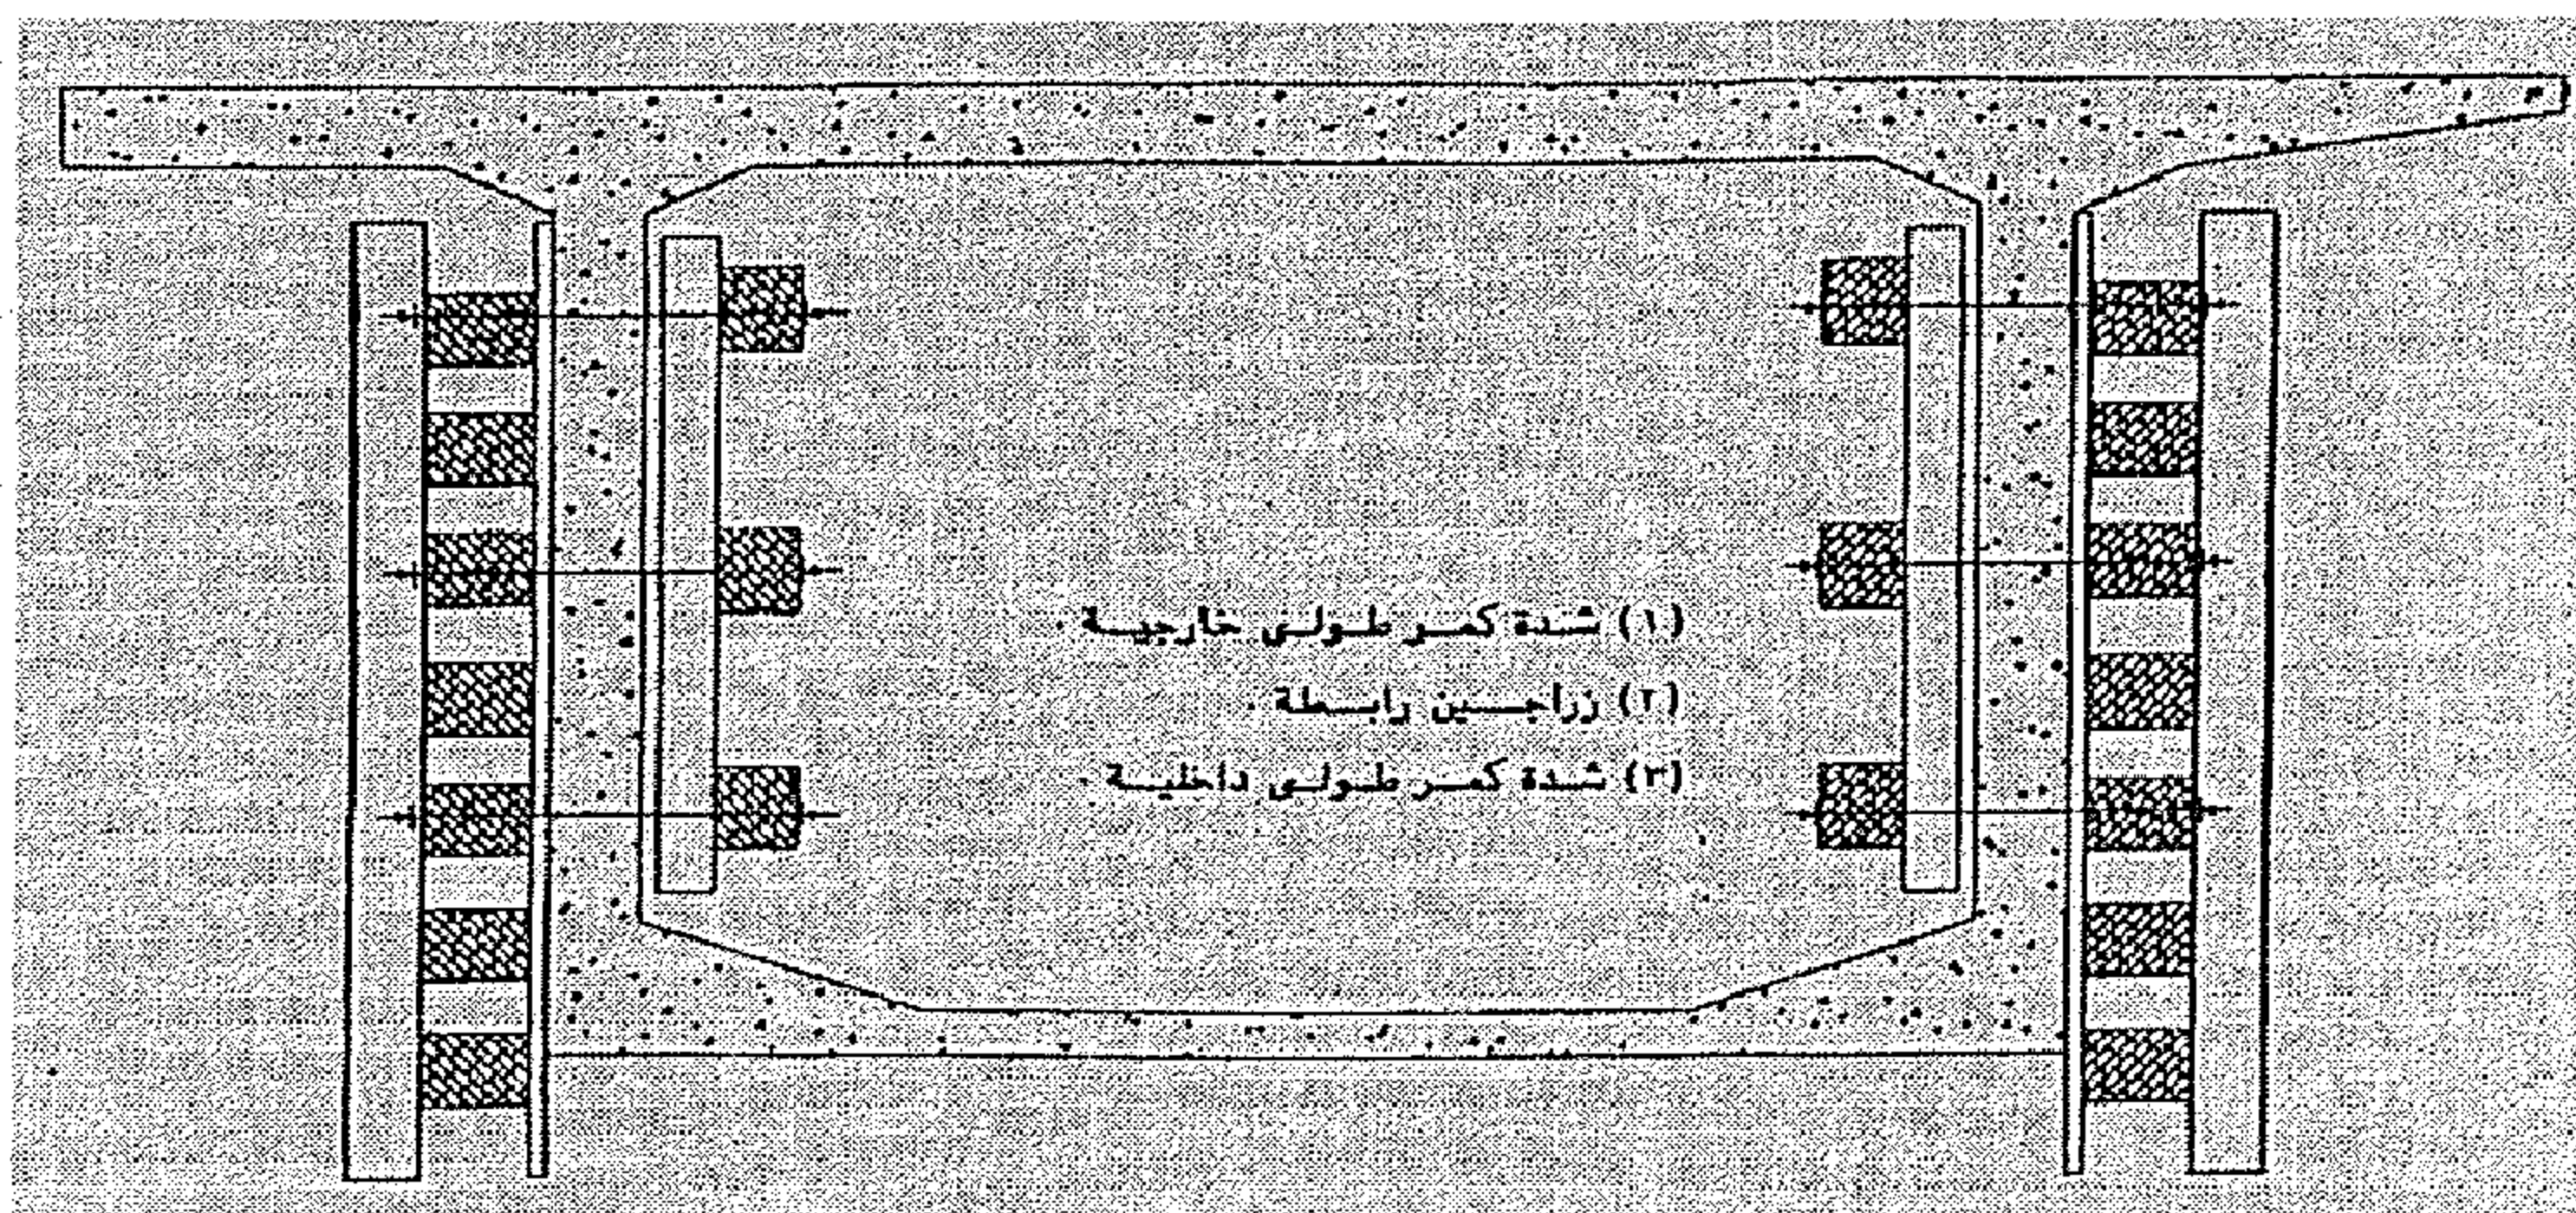 (١) شدة كمر طولى خارجية .
(٢) زراجين رابطة .
(٣) شدة كمر طولى داخلية .